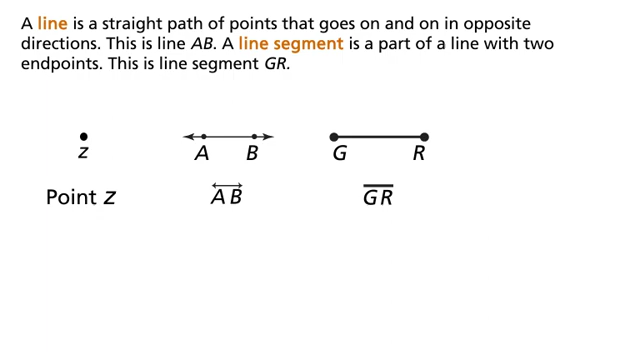 A line is a straight path of points that goes on and on in opposite
directions. This is line AB. A line segment is a part of a line with two
endpoints. This is line segment GR.
Z A B G R
Point Z AB GR